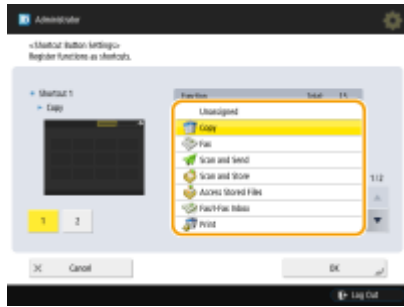 Administrator
<Shortcut Button Settings>
Register functions as shortcuts.
Shortcut 1
Copy
Function
Total
Unassigned
Copy
Fax
Scan and Send
Scan and Store
Access Stored Files
Fax/I-Fax Inbox
Print
1/2
1
2
Cancel
OK
Log Out